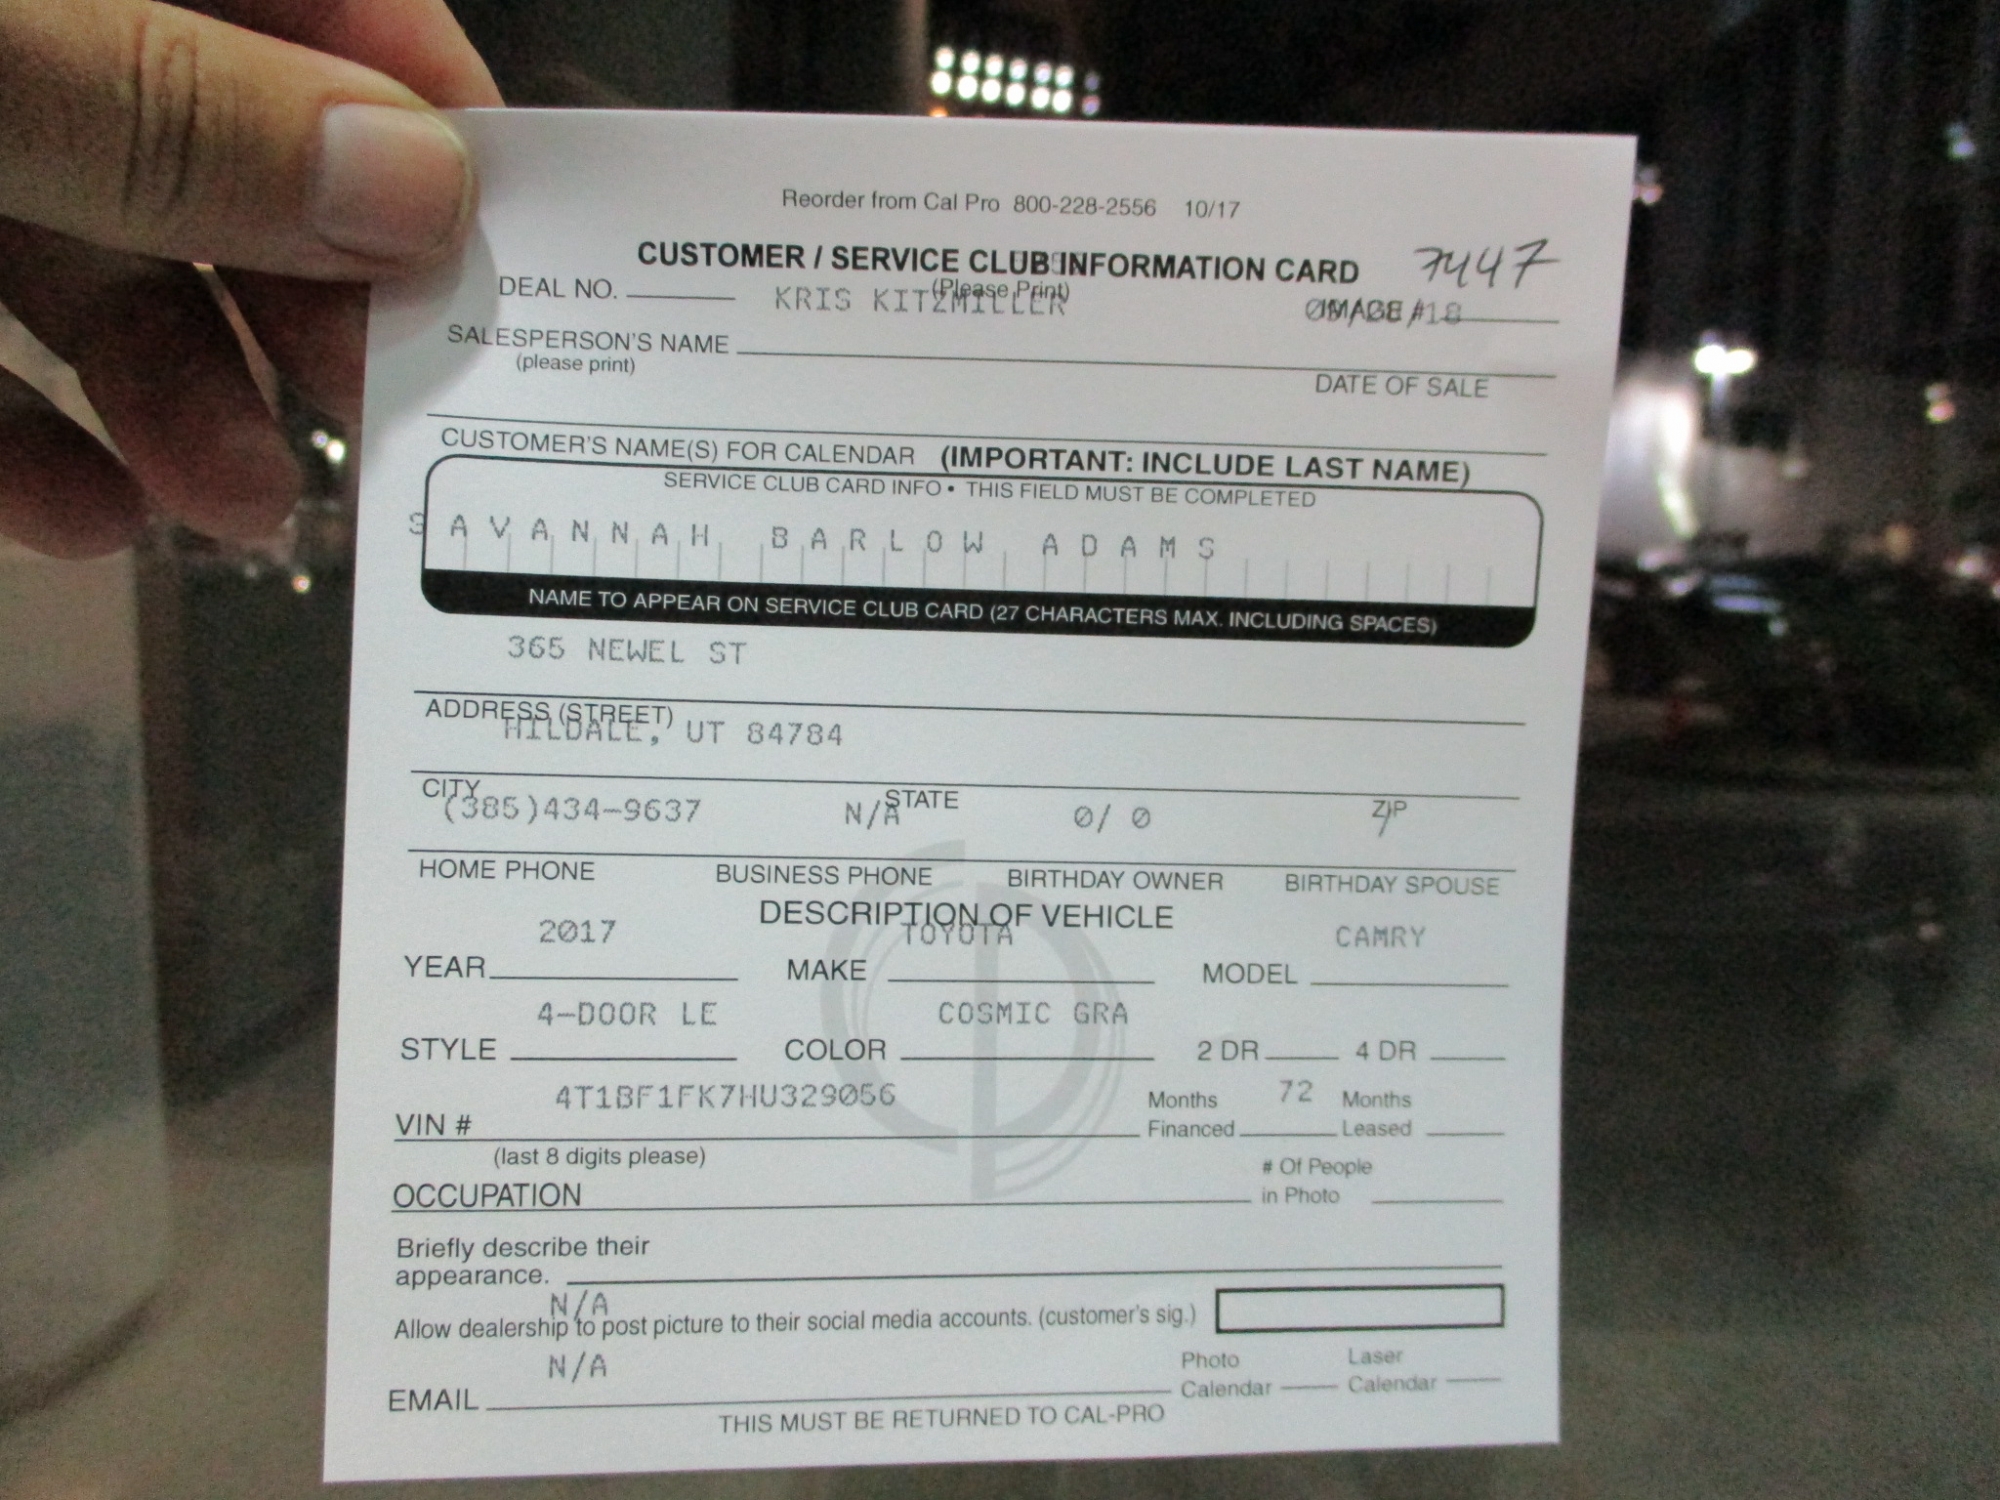 Reorder from Cal Pro 800-228-2556 10/17
CUSTOMER / SERVICE CLUB INFORMATION CARD 7447
(Please Print)
DEAL NO. KRIS KITZMILLER IMAGE #
SALESPERSON'S NAME
(please print)
DATE OF SALE
CUSTOMER'S NAME(S) FOR CALENDAR (IMPORTANT: INCLUDE LAST NAME)
SERVICE CLUB CARD INFO • THIS FIELD MUST BE COMPLETED
SAVANNAH BARLOW ADAMS
NAME TO APPEAR ON SERVICE CLUB CARD (27 CHARACTERS MAX. INCLUDING SPACES)
365 NEWEL ST
ADDRESS (STREET)
HILDALE, UT 84784
CITY STATE ZIP
(385)434-9637 N/A 0/ 0 /
HOME PHONE BUSINESS PHONE BIRTHDAY OWNER BIRTHDAY SPOUSE
DESCRIPTION OF VEHICLE
2017 TOYOTA CAMRY
YEAR MAKE MODEL
4-DOOR LE COSMIC GRA
STYLE COLOR 2 DR 4 DR
4T1BF1FK7HU329056 Months 72 Months
VIN # Financed Leased
(last 8 digits please)
# Of People
OCCUPATION in Photo
Briefly describe their
appearance.
N/A
Allow dealership to post picture to their social media accounts. (customer's sig.)
N/A Photo Laser
EMAIL Calendar Calendar
THIS MUST BE RETURNED TO CAL-PRO